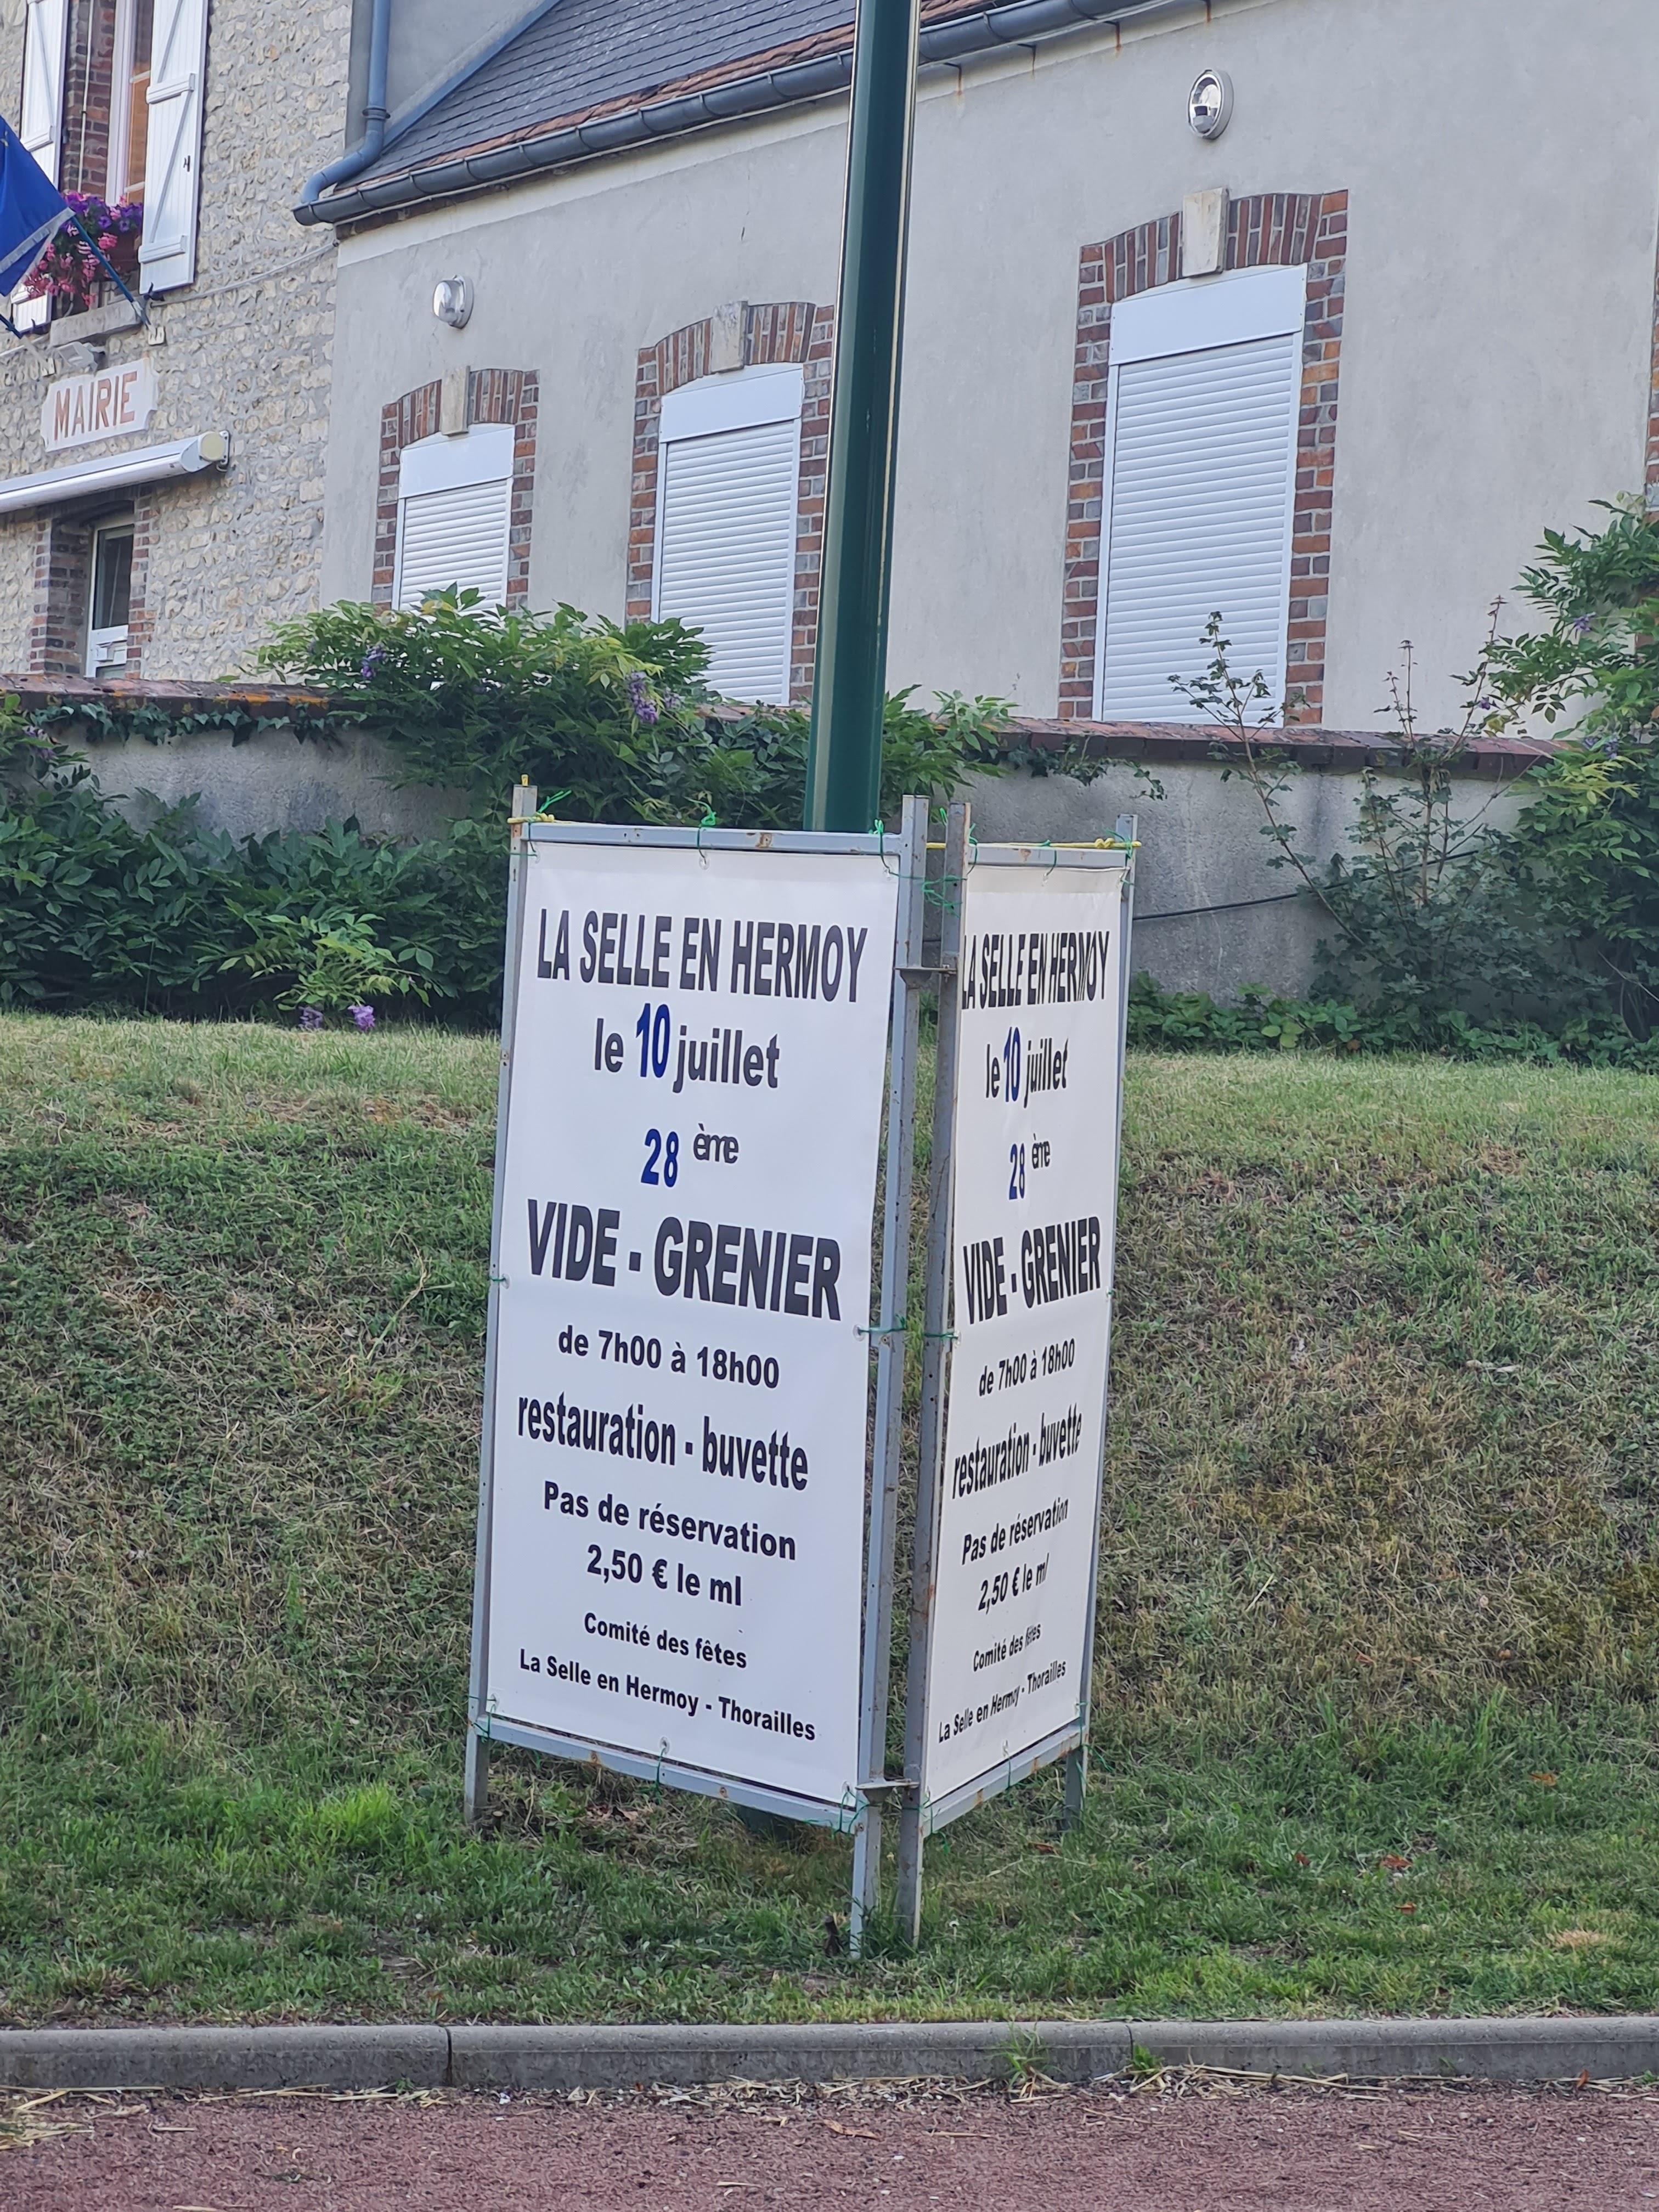 MAIRIE
LA SELLE EN HERMOY
le 10 juillet
28 ème
VIDE - GRENIER
de 7h00 à 18h00
restauration - buvette
Pas de réservation
2,50 € le ml
Comité des fêtes
La Selle en Hermoy - Thorailles
LA SELLE EN HERMOY
le 10 juillet
28 ème
VIDE - GRENIER
de 7h00 à 18h00
restauration - buvette
Pas de réservation
2,50 € le ml
Comité des fêtes
La Selle en Hermoy - Thorailles